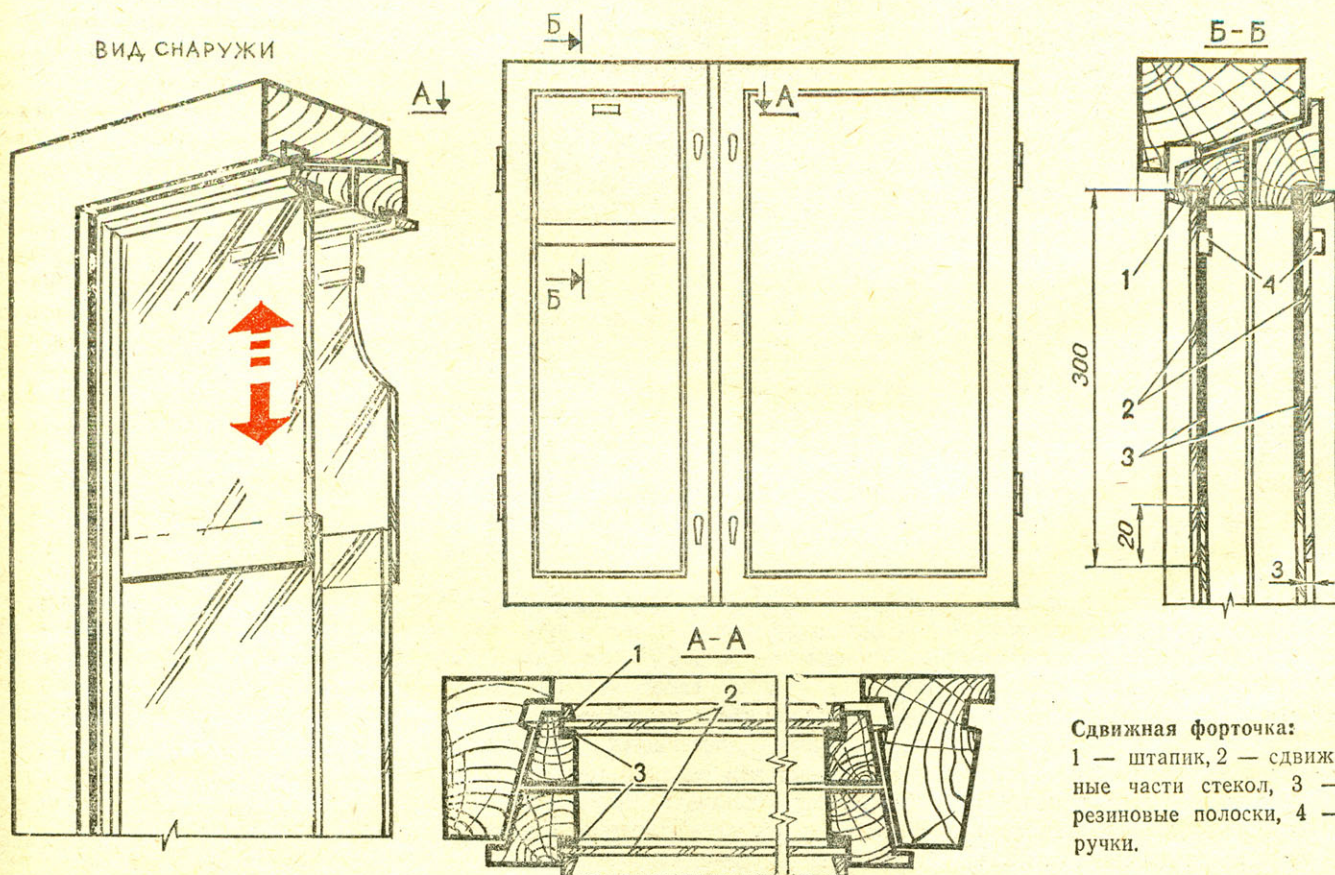 ВИД СНАРУЖИ
Б
А
А
Б
Б-Б
1
4
300
2
3
20
3
А-А
1
2
3
Сдвижная форточка:
1 — штапик, 2 — сдвиж-
ные части стекол, 3 —
резиновые полоски, 4 —
ручки.